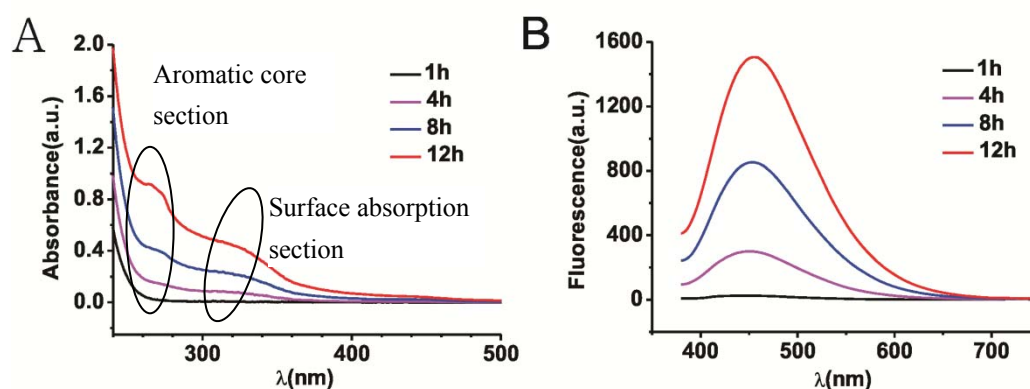 A
Absorbance(a.u.)
2.0
1.6
1.2
0.8
0.4
0.0
Aromatic core
section
1h
4h
8h
12h
Surface absorption
section
300
400
500
λ(nm)
B
Fluorescence(a.u.)
1600
1200
800
400
0
1h
4h
8h
12h
400
500
600
700
λ(nm)